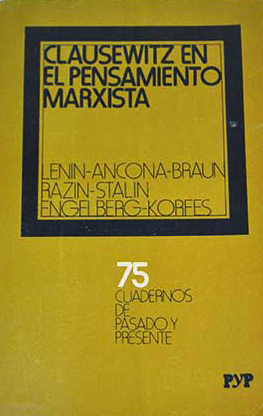 CLAUSEWITZ EN
EL PENSAMIENTO
MARXISTA
LENIN-ANCONA-BRAUN
RAZIN-STALIN
ENGELBERG-KORFES
75
CUADERNOS
DE
PASADO Y
PRESENTE
PYP